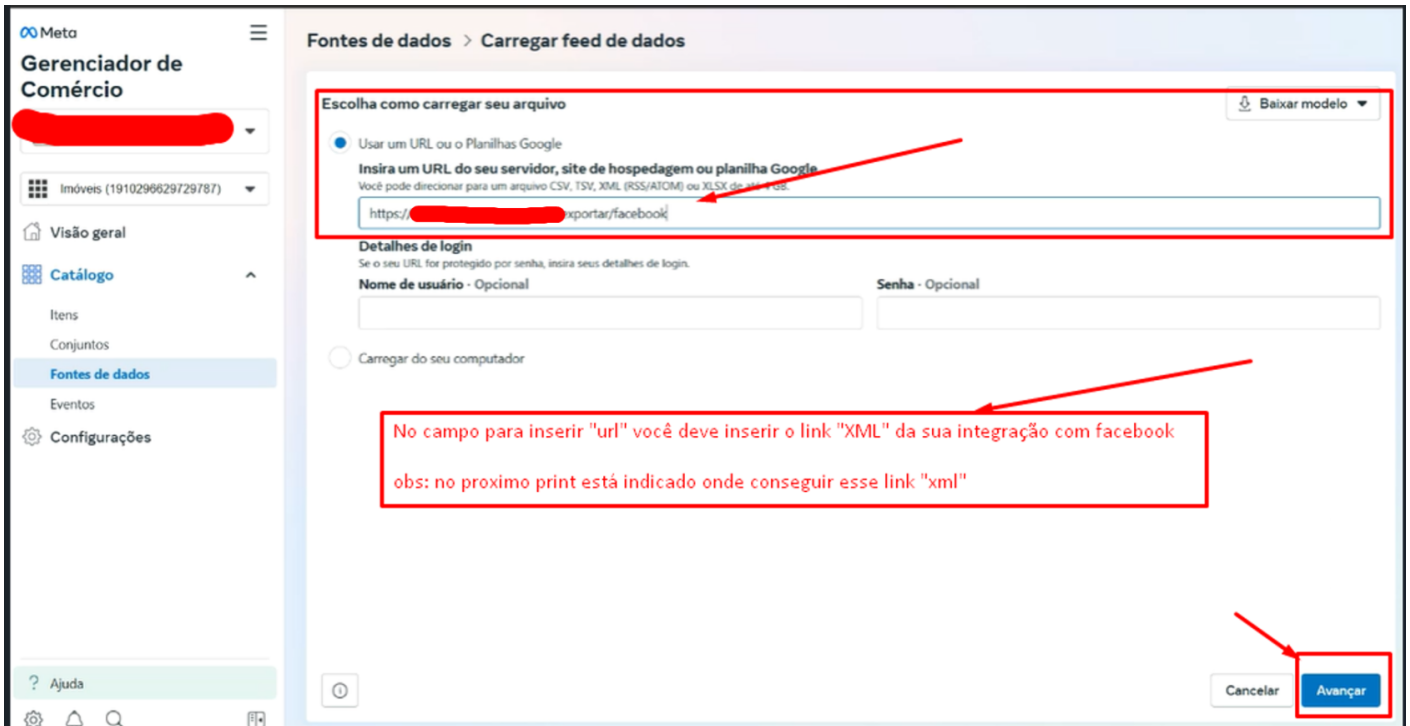 Meta
Gerenciador de
Comércio
Imóveis (1910296629729787)
Visão geral
Catálogo
Itens
Conjuntos
Fontes de dados
Eventos
Configurações
? Ajuda
Fontes de dados > Carregar feed de dados
Escolha como carregar seu arquivo
Baixar modelo
Usar um URL ou o Planilhas Google
Insira um URL do seu servidor, site de hospedagem ou planilha Google
Você pode direcionar para um arquivo CSV, TSV, XML (RSS/ATOM) ou XLSX de até GB.
https:/ exportar/facebook
Detalhes de login
Se o seu URL for protegido por senha, insira seus detalhes de login.
Nome de usuário · Opcional
Senha · Opcional
Carregar do seu computador
No campo para inserir "url" você deve inserir o link "XML" da sua integração com facebook
obs: no proximo print está indicado onde conseguir esse link "xml"
Cancelar
Avançar